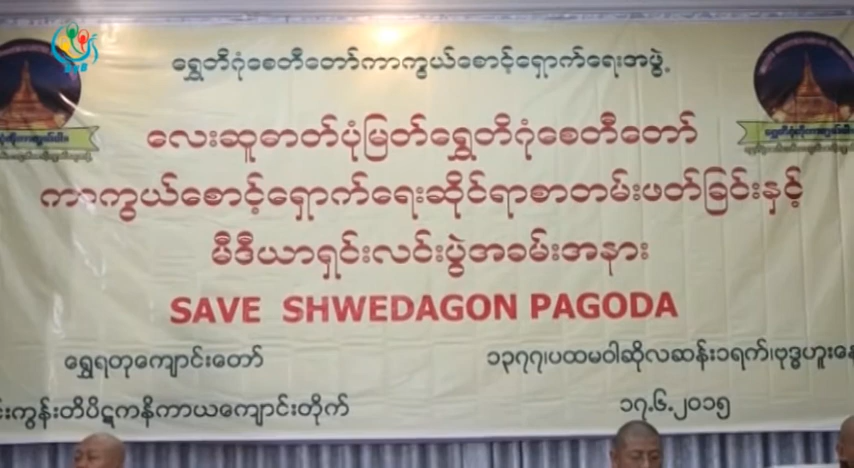 ရွှေတိဂုံစေတီတော်ကာကွယ်စောင့်ရှောက်ရေးအဖွဲ့
လေးဆူဓာတ်ပုံမြတ်ရွှေတိဂုံစေတီတော်
ကာကွယ်စောင့်ရှောက်ရေးဆိုင်ရာစာတမ်းဖတ်ခြင်းနှင့်
မီဒီယာရှင်းလင်းပွဲအခမ်းအနား
SAVE SHWEDAGON PAGODA
ရွှေရတုကျောင်းတော်
၁၃၇၇၊ပထမဝါဆိုလဆန်း၁ရက်၊ဗုဒ္ဓဟူးနေ
းကွန်းတိပိဋကနိကာယကျောင်းတိုက်
၁၇.၆.၂၀၁၅